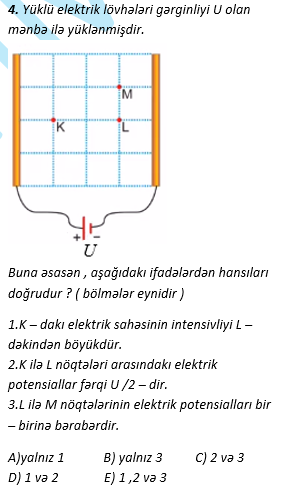 4. Yüklü elektrik lövhələri gərginliyi U olan
mənbə ilə yüklənmişdir.
M
K
L
+
–
U
Buna əsasən , aşağıdakı ifadələrdən hansıları
doğrudur ? ( bölmələr eynidir )
1.K – dakı elektrik sahəsinin intensivliyi L –
dəkindən böyükdür.
2.K ilə L nöqtələri arasındakı elektrik
potensiallar fərqi U /2 – dir.
3.L ilə M nöqtələrinin elektrik potensialları bir
– birinə bərabərdir.
A)yalnız 1 B) yalnız 3 C) 2 və 3
D) 1 və 2 E) 1 ,2 və 3